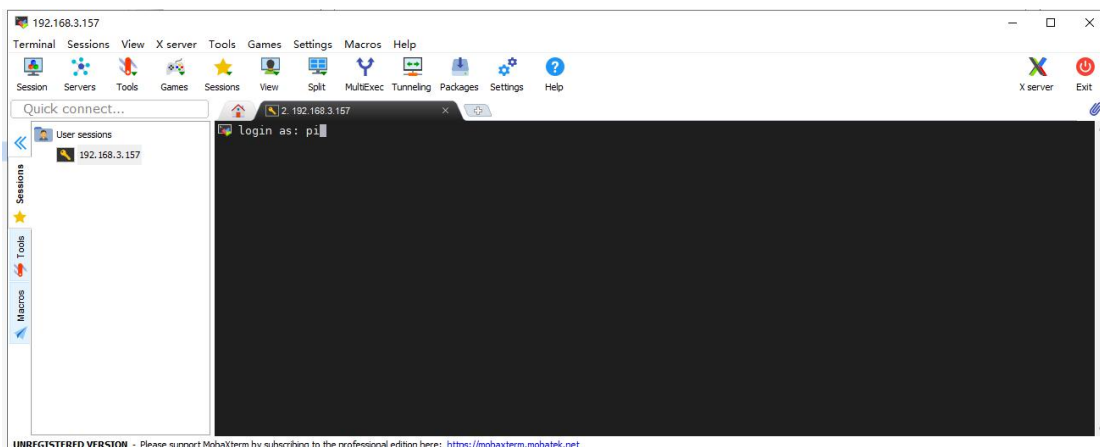 192.168.3.157
Terminal Sessions View X server Tools Games Settings Macros Help
Session Servers Tools Games Sessions View Split MultiExec Tunneling Packages Settings Help X server Exit
Quick connect...
2. 192.168.3.157
User sessions
192.168.3.157
login as: pi
Sessions
Tools
Macros
UNREGISTERED VERSION - Please support MobaXterm by subscribing to the professional edition here: https://mobaxterm.mobatek.net